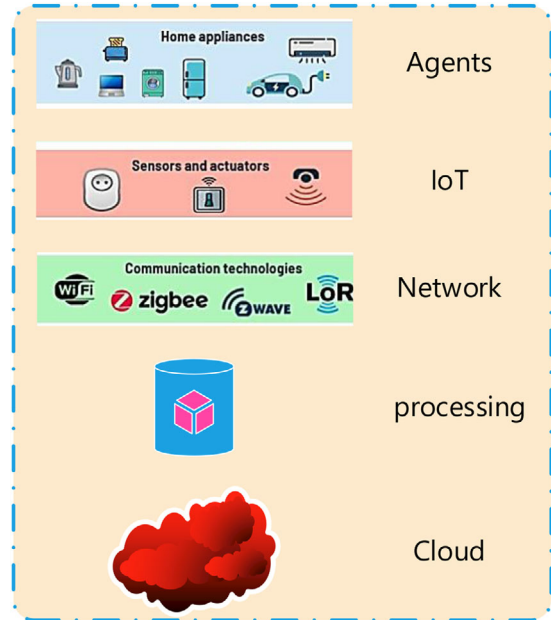 Home appliances
Agents
Sensors and actuators
IoT
Communication technologies
WiFi
zigbee
Z WAVE
LoR
Network
processing
Cloud